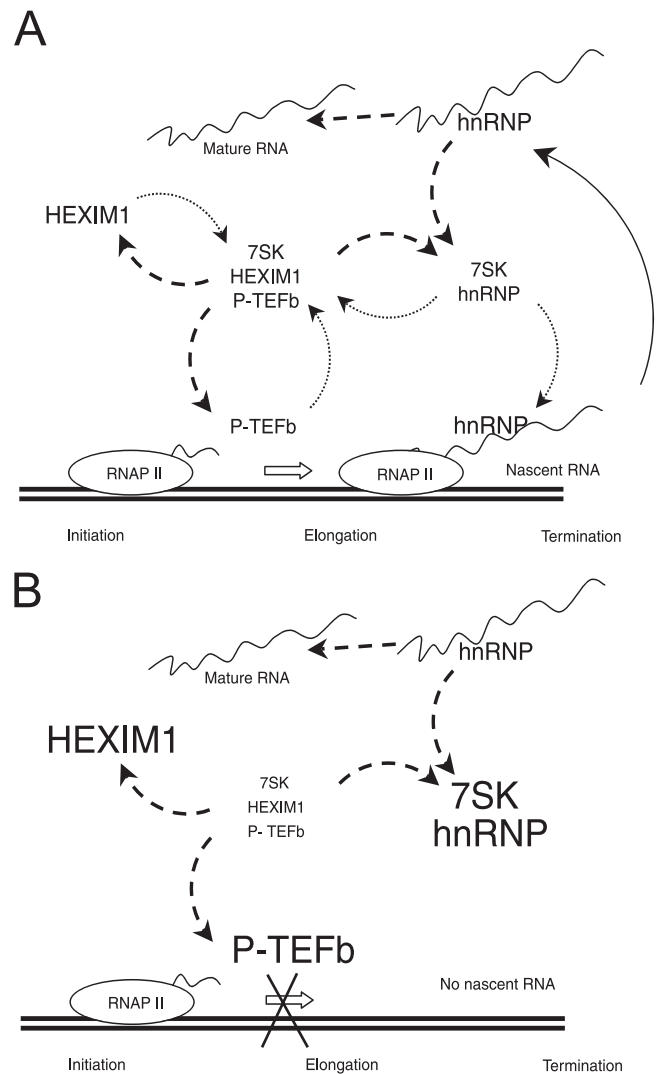 A
hnRNP
Mature RNA
HEXIM1
7SK
HEXIM1
P-TEFb
7SK
hnRNP
P-TEFb
hnRNP
RNAP II
RNAP II
Nascent RNA
Initiation
Elongation
Termination
B
hnRNP
Mature RNA
HEXIM1
7SK
HEXIM1
P- TEFb
7SK
hnRNP
P-TEFb
No nascent RNA
RNAP II
Initiation
Elongation
Termination